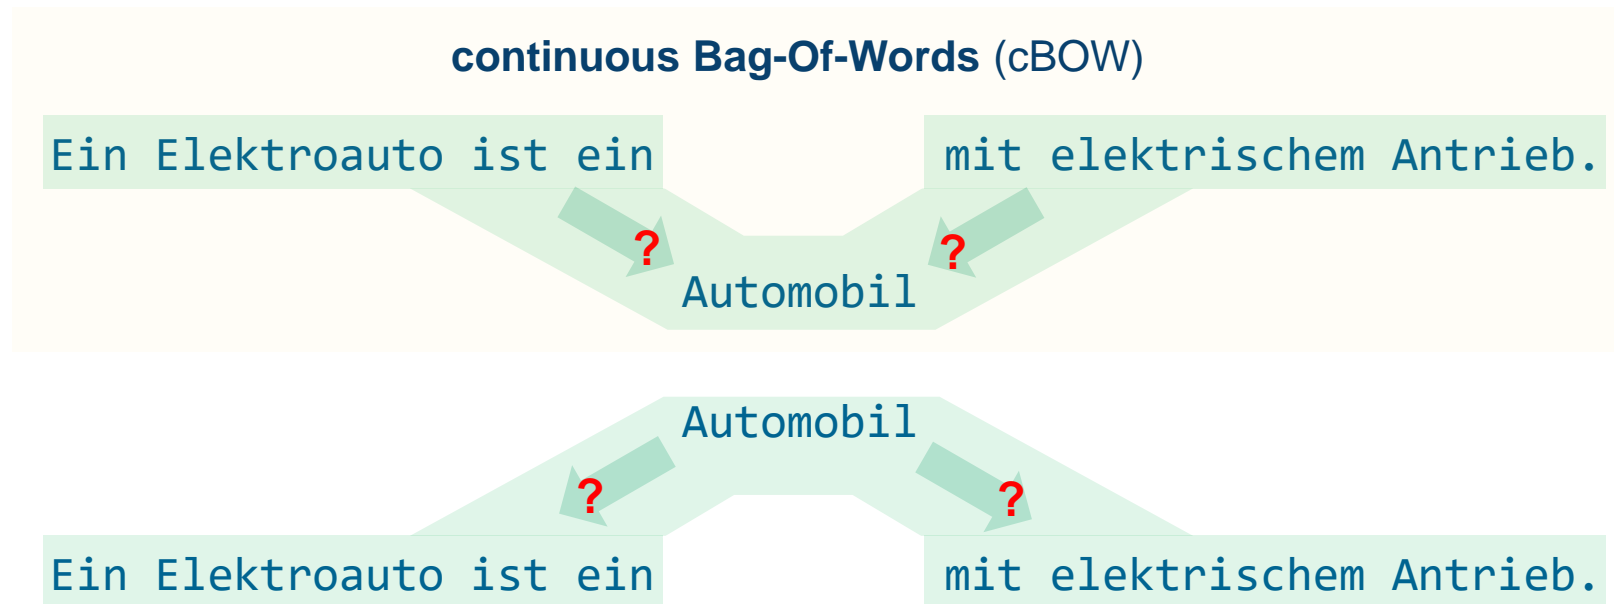 continuous Bag-Of-Words (cBOW)
Ein Elektroauto ist ein mit elektrischem Antrieb.
? ?
Automobil
Automobil
? ?
Ein Elektroauto ist ein mit elektrischem Antrieb.